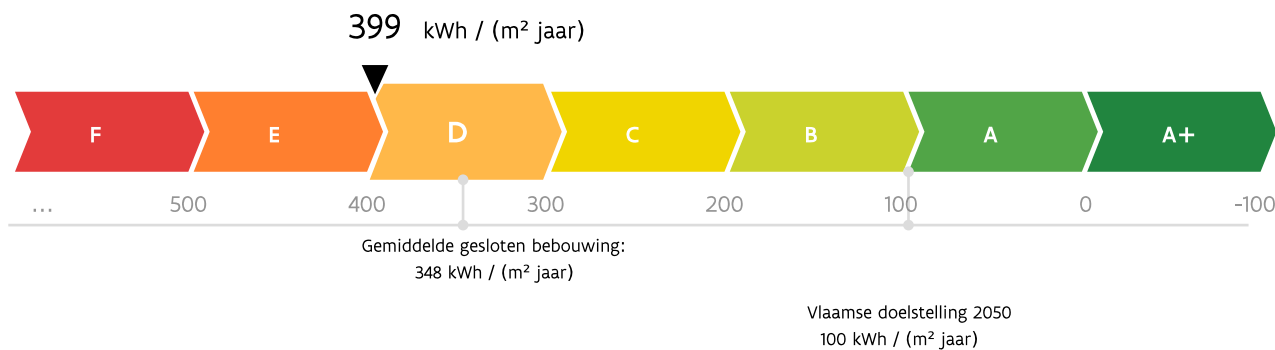 399 kWh / (m² jaar)
F E D C B A A+
... 500 400 300 200 100 0 -100
Gemiddelde gesloten bebouwing:
348 kWh / (m² jaar)
Vlaamse doelstelling 2050
100 kWh / (m² jaar)